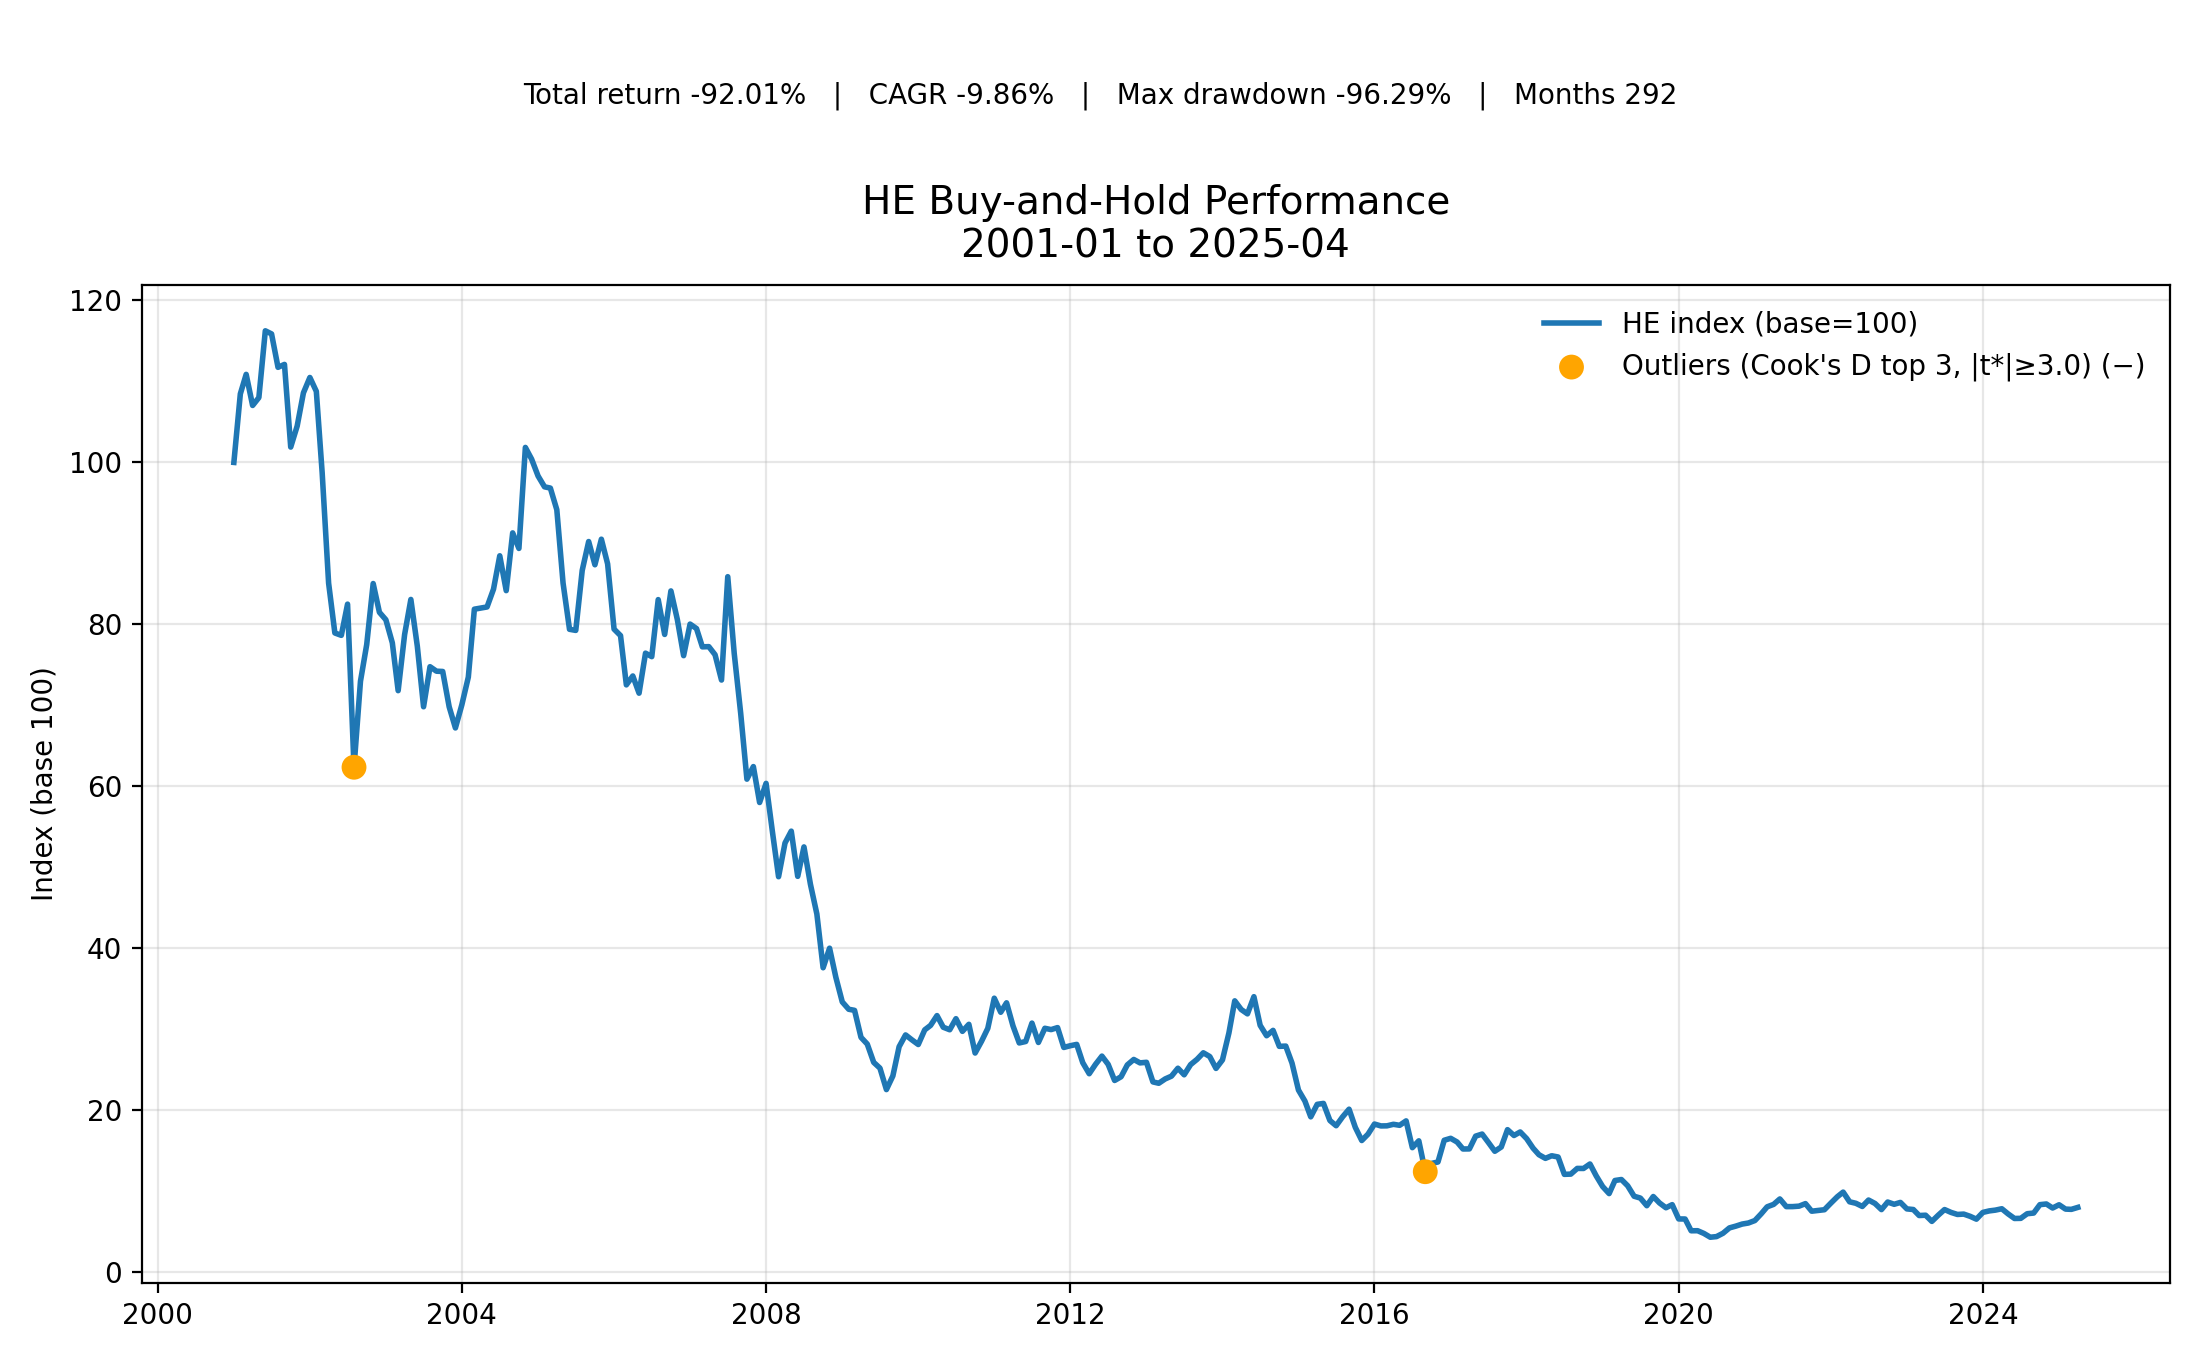 Total return -92.01%   |   CAGR -9.86%   |   Max drawdown -96.29%   |   Months 292
HE Buy-and-Hold Performance
2001-01 to 2025-04
HE index (base=100)
Outliers (Cook's D top 3, |t*|≥3.0) (−)
Index (base 100)
120
100
80
60
40
20
0
2000
2004
2008
2012
2016
2020
2024